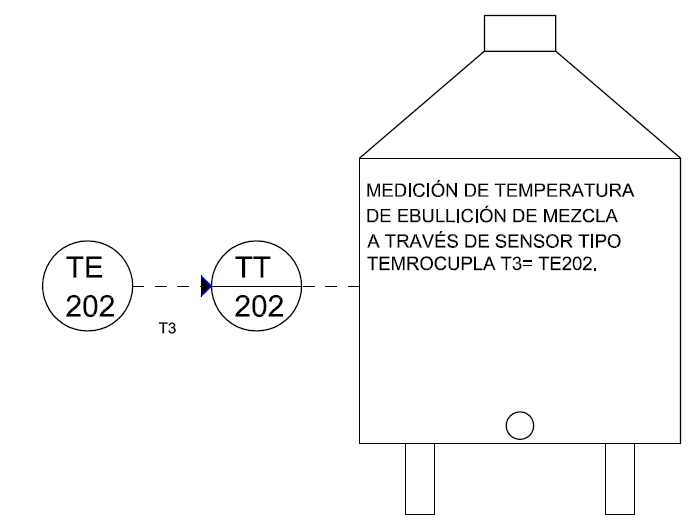 MEDICIÓN DE TEMPERATURA
DE EBULLICIÓN DE MEZCLA
A TRAVÉS DE SENSOR TIPO
TEMROCUPLA T3= TE202.
TE
202
TT
202
T3